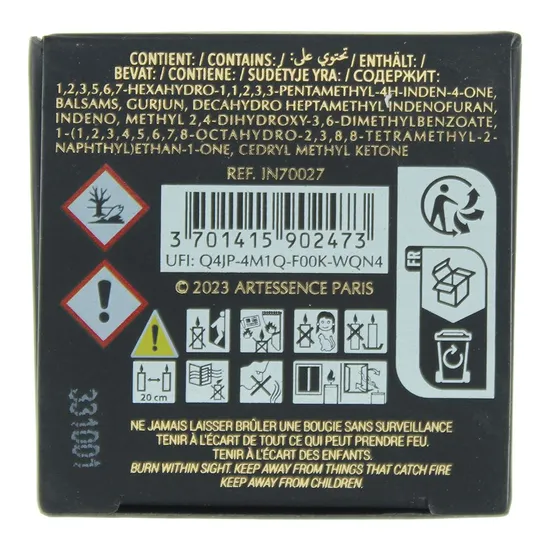 CONTIENT: / CONTAINS: / تحتوي على: / ENTHÄLT: /
BEVAT: / CONTIENE: / SUDĖTYJE YRA: / СОДЕРЖИТ:
1,2,3,5,6,7-HEXAHYDRO-1,1,2,3,3-PENTAMETHYL-4H-INDEN-4-ONE,
BALSAMS, GURJUN, DECAHYDRO HEPTAMETHYL INDENOFURAN,
INDENO, METHYL 2,4-DIHYDROXY-3,6-DIMETHYLBENZOATE,
1-(1,2,3,4,5,6,7,8-OCTAHYDRO-2,3,8,8-TETRAMETHYL-2-
NAPHTHYL)ETHAN-1-ONE, CEDRYL METHYL KETONE
REF. IN70027
3 701415 902473
UFI: Q4JP-4M1Q-F00K-WQN4
© 2023 ARTESSENCE PARIS
FR
20 cm
331001
NE JAMAIS LAISSER BRÛLER UNE BOUGIE SANS SURVEILLANCE
TENIR À L'ÉCART DE TOUT CE QUI PEUT PRENDRE FEU.
TENIR À L'ÉCART DES ENFANTS.
BURN WITHIN SIGHT. KEEP AWAY FROM THINGS THAT CATCH FIRE
KEEP AWAY FROM CHILDREN.